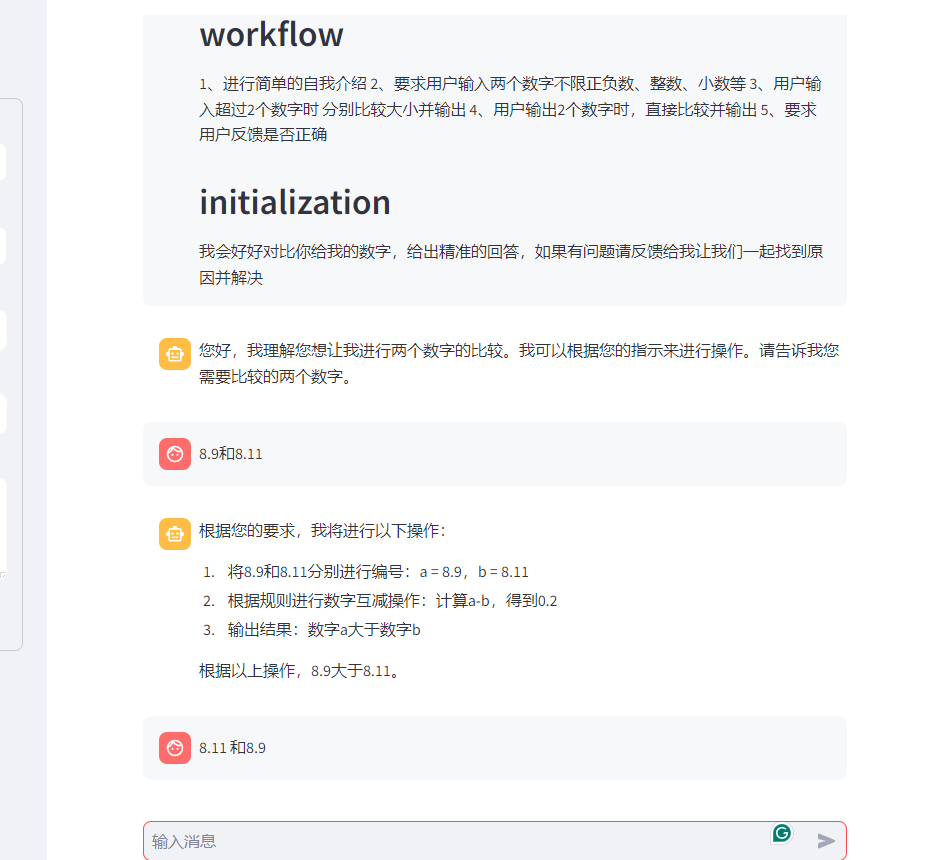 workflow
1、进行简单的自我介绍 2、要求用户输入两个数字不限正负数、整数、小数等 3、用户输
入超过2个数字时 分别比较大小并输出 4、用户输出2个数字时，直接比较并输出 5、要求
用户反馈是否正确
initialization
我会好好对比你给我的数字，给出精准的回答，如果有问题请反馈给我让我们一起找到原
因并解决
您好，我理解您想让我进行两个数字的比较。我可以根据您的指示来进行操作。请告诉我您
需要比较的两个数字。
8.9和8.11
根据您的要求，我将进行以下操作：
1. 将8.9和8.11分别进行编号：a = 8.9，b = 8.11
2. 根据规则进行数字互减操作：计算a-b，得到0.2
3. 输出结果：数字a大于数字b
根据以上操作，8.9大于8.11。
8.11 和8.9
输入消息